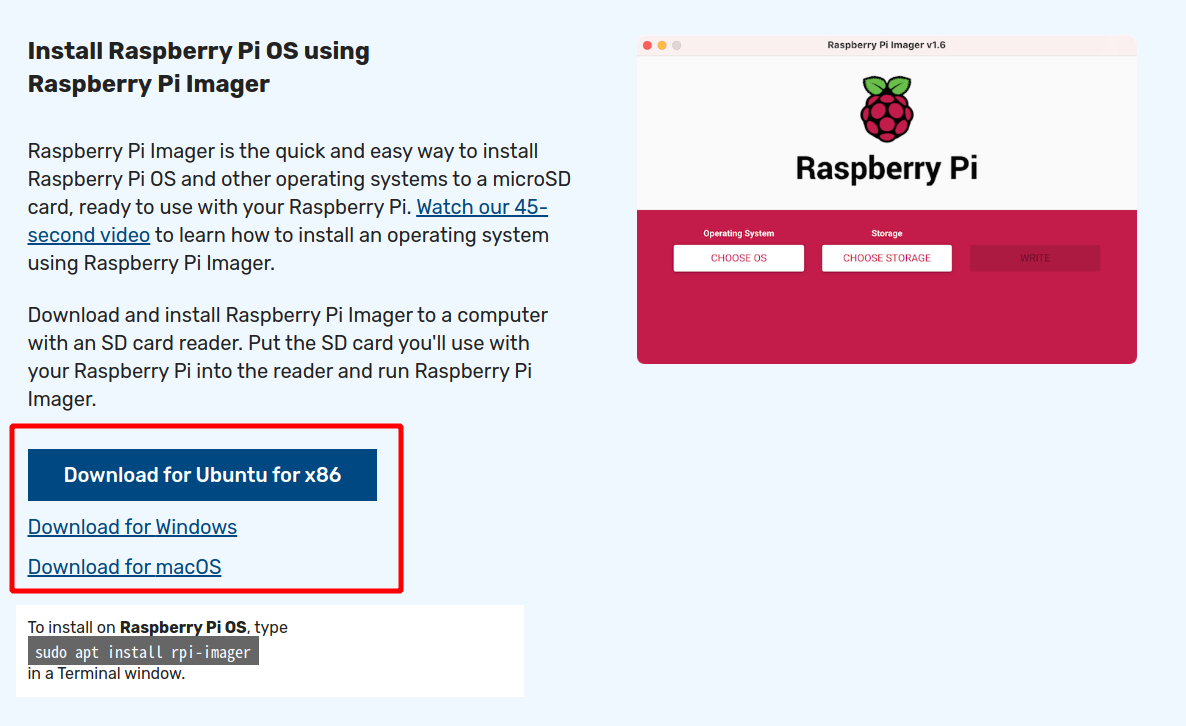 Install Raspberry Pi OS using
Raspberry Pi Imager
Raspberry Pi Imager is the quick and easy way to install
Raspberry Pi OS and other operating systems to a microSD
card, ready to use with your Raspberry Pi. Watch our 45-
second video to learn how to install an operating system
using Raspberry Pi Imager.
Download and install Raspberry Pi Imager to a computer
with an SD card reader. Put the SD card you'll use with
your Raspberry Pi into the reader and run Raspberry Pi
Imager.
Download for Ubuntu for x86
Download for Windows
Download for macOS
To install on Raspberry Pi OS, type
sudo apt install rpi-imager
in a Terminal window.
Raspberry Pi Imager v1.6
Raspberry Pi
Operating System
Storage
CHOOSE OS
CHOOSE STORAGE
WRITE